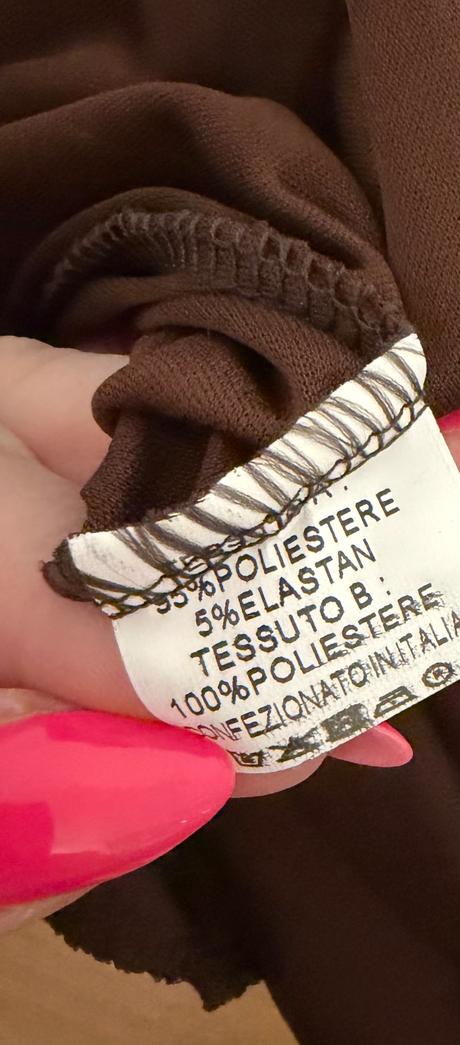 95%POLIESTERE
5%ELASTAN
TESSUTO B :
100%POLIESTERE
CONFEZIONATO IN ITALIA